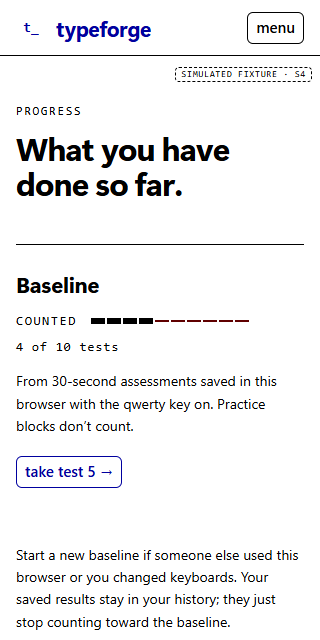 t_ typeforge menu
SIMULATED FIXTURE · S4
PROGRESS
What you have
done so far.
Baseline
COUNTED
4 of 10 tests
From 30-second assessments saved in this
browser with the qwerty key on. Practice
blocks don't count.
take test 5 →
Start a new baseline if someone else used this
browser or you changed keyboards. Your
saved results stay in your history; they just
stop counting toward the baseline.